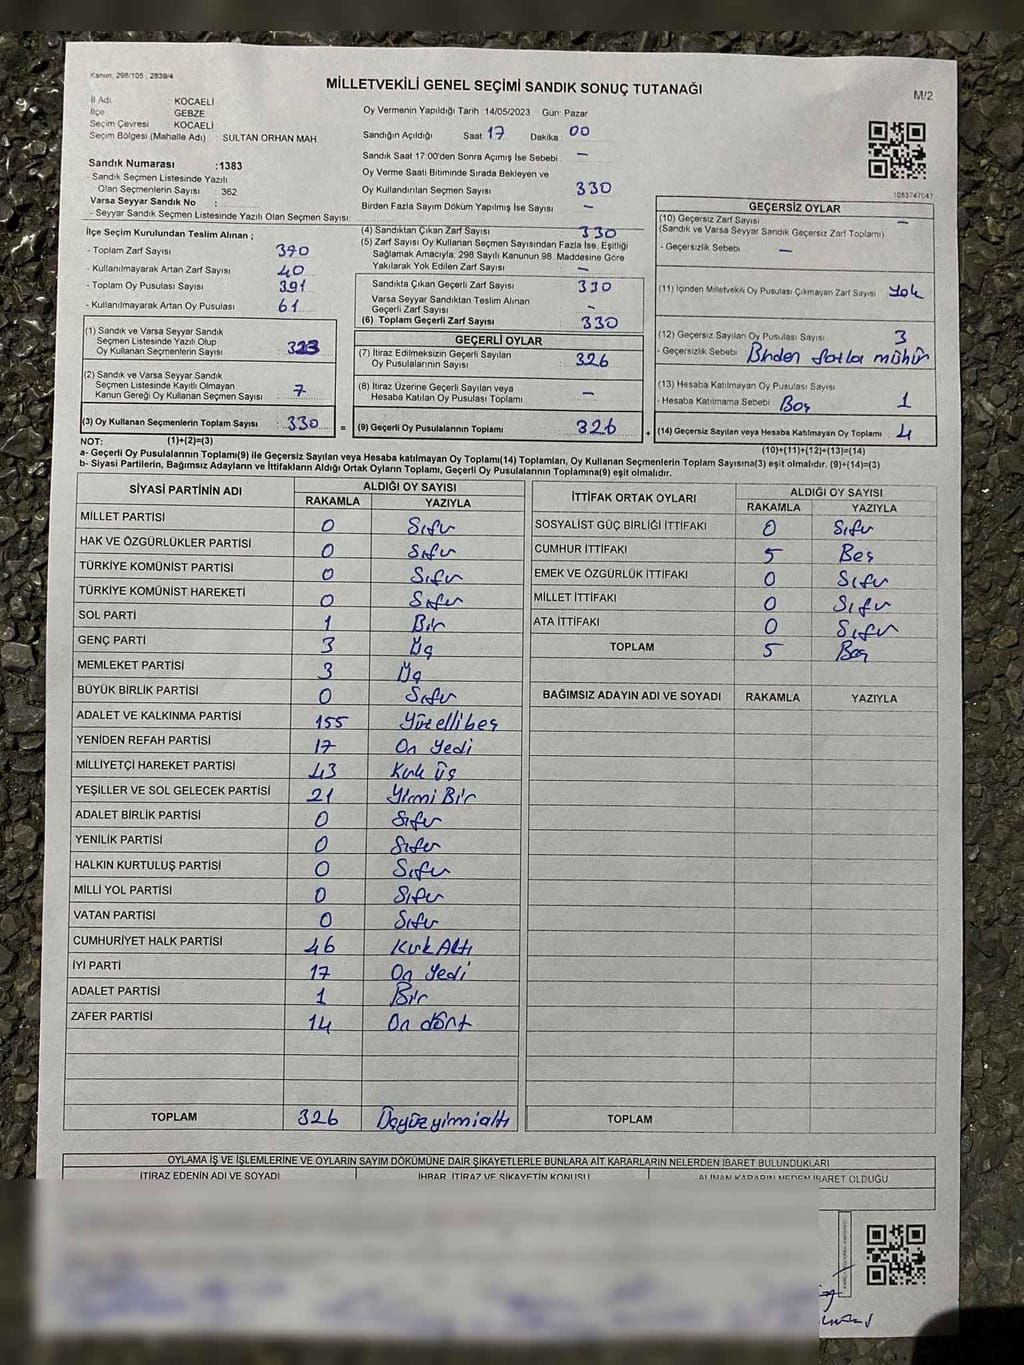 Kanun, 298/105 , 2839/4
MİLLETVEKİLİ GENEL SEÇİMİ SANDIK SONUÇ TUTANAĞI
M/2
İl Adı KOCAELİ
İlçe GEBZE
Seçim Çevresi KOCAELİ
Seçim Bölgesi (Mahalle Adı) : SULTAN ORHAN MAH.
Sandık Numarası :1383
- Sandık Seçmen Listesinde Yazılı
Olan Seçmenlerin Sayısı : 362
Varsa Seyyar Sandık No :
- Seyyar Sandık Seçmen Listesinde Yazılı Olan Seçmen Sayısı:
Oy Vermenin Yapıldığı Tarih : 14/05/2023 Gün: Pazar
Sandığın Açıldığı Saat 17 Dakika 00
Sandık Saat 17:00'den Sonra Açımış İse Sebebi –
Oy Verme Saati Bitiminde Sırada Bekleyen ve
Oy Kullandırılan Seçmen Sayısı 330
Birden Fazla Sayım Döküm Yapılmış İse Sayısı –
1083747047
İlçe Seçim Kurulundan Teslim Alınan ;
- Toplam Zarf Sayısı 370
- Kullanılmayarak Artan Zarf Sayısı 40
- Toplam Oy Pusulası Sayısı 391
- Kullanılmayarak Artan Oy Pusulası 61
(1) Sandık ve Varsa Seyyar Sandık
Seçmen Listesinde Yazılı Olup
Oy Kullanan Seçmenlerin Sayısı 323
(2) Sandık ve Varsa Seyyar Sandık
Seçmen Listesinde Kayıtlı Olmayan
Kanun Gereği Oy Kullanan Seçmen Sayısı 7
(3) Oy Kullanan Seçmenlerin Toplam Sayısı 330 =
(4) Sandıktan Çıkan Zarf Sayısı 330
(5) Zarf Sayısı Oy Kullanan Seçmen Sayısından Fazla İse, Eşitliği
Sağlamak Amacıyla; 298 Sayılı Kanunun 98. Maddesine Göre
Yakılarak Yok Edilen Zarf Sayısı –
Sandıkta Çıkan Geçerli Zarf Sayısı 330
Varsa Seyyar Sandıktan Teslim Alınan
Geçerli Zarf Sayısı –
(6) Toplam Geçerli Zarf Sayısı 330
GEÇERLİ OYLAR
(7) İtiraz Edilmeksizin Geçerli Sayılan
Oy Pusulalarının Sayısı 326
(8) İtiraz Üzerine Geçerli Sayılan veya
Hesaba Katılan Oy Pusulası Toplamı –
(9) Geçerli Oy Pusulalarının Toplamı 326 +
GEÇERSİZ OYLAR
(10) Geçersiz Zarf Sayısı –
(Sandık ve Varsa Seyyar Sandık Geçersiz Zarf Toplamı)
- Geçersizlik Sebebi –
(11) İçinden Milletvekili Oy Pusulası Çıkmayan Zarf Sayısı Yok
(12) Geçersiz Sayılan Oy Pusulası Sayısı 3
- Geçersizlik Sebebi Birden fazla mühür
(13) Hesaba Katılmayan Oy Pusulası Sayısı
- Hesaba Katılmama Sebebi Boş 1
(14) Geçersiz Sayılan veya Hesaba Katılmayan Oy Toplamı 4
NOT: (1)+(2)=(3) (10)+(11)+(12)+(13)=(14)
a- Geçerli Oy Pusulalarının Toplamı(9) ile Geçersiz Sayılan veya Hesaba Katılmayan Oy Toplamı(14) Toplamları, Oy Kullanan Seçmenlerin Toplam Sayısına(3) eşit olmalıdır. (9)+(14)=(3)
b- Siyasi Partilerin, Bağımsız Adayların ve İttifakların Aldığı Ortak Oyların Toplamı, Geçerli Oy Pusulalarının Toplamına(9) eşit olmalıdır.
SİYASİ PARTİNİN ADI ALDIĞI OY SAYISI
RAKAMLA YAZIYLA
MİLLET PARTİSİ 0 Sıfır
HAK VE ÖZGÜRLÜKLER PARTİSİ 0 Sıfır
TÜRKİYE KOMÜNİST PARTİSİ 0 Sıfır
TÜRKİYE KOMÜNİST HAREKETİ 0 Sıfır
SOL PARTİ 1 Bir
GENÇ PARTİ 3 Üç
MEMLEKET PARTİSİ 3 Üç
BÜYÜK BİRLİK PARTİSİ 0 Sıfır
ADALET VE KALKINMA PARTİSİ 155 Yüzellibeş
YENİDEN REFAH PARTİSİ 17 On Yedi
MİLLİYETÇİ HAREKET PARTİSİ 43 Kırk üç
YEŞİLLER VE SOL GELECEK PARTİSİ 21 Yirmi Bir
ADALET BİRLİK PARTİSİ 0 Sıfır
YENİLİK PARTİSİ 0 Sıfır
HALKIN KURTULUŞ PARTİSİ 0 Sıfır
MİLLİ YOL PARTİSİ 0 Sıfır
VATAN PARTİSİ 0 Sıfır
CUMHURİYET HALK PARTİSİ 46 Kırk Altı
İYİ PARTİ 17 On Yedi
ADALET PARTİSİ 1 Bir
ZAFER PARTİSİ 14 On dört
TOPLAM 326 Üçyüzyirmialtı
İTTİFAK ORTAK OYLARI ALDIĞI OY SAYISI
RAKAMLA YAZIYLA
SOSYALİST GÜÇ BİRLİĞİ İTTİFAKI 0 Sıfır
CUMHUR İTTİFAKI 5 Beş
EMEK VE ÖZGÜRLÜK İTTİFAKI 0 Sıfır
MİLLET İTTİFAKI 0 Sıfır
ATA İTTİFAKI 0 Sıfır
TOPLAM 5 Beş
BAĞIMSIZ ADAYIN ADI VE SOYADI RAKAMLA YAZIYLA
TOPLAM
OYLAMA İŞ VE İŞLEMLERİNE VE OYLARIN SAYIM DÖKÜMÜNE DAİR ŞİKAYETLERLE BUNLARA AİT KARARLARIN NELERDEN İBARET BULUNDUKLARI
İTİRAZ EDENİN ADI VE SOYADI İHBAR, İTİRAZ VE ŞİKAYETİN KONUSU ALINAN KARARIN NEDEN İBARET OLDUĞU